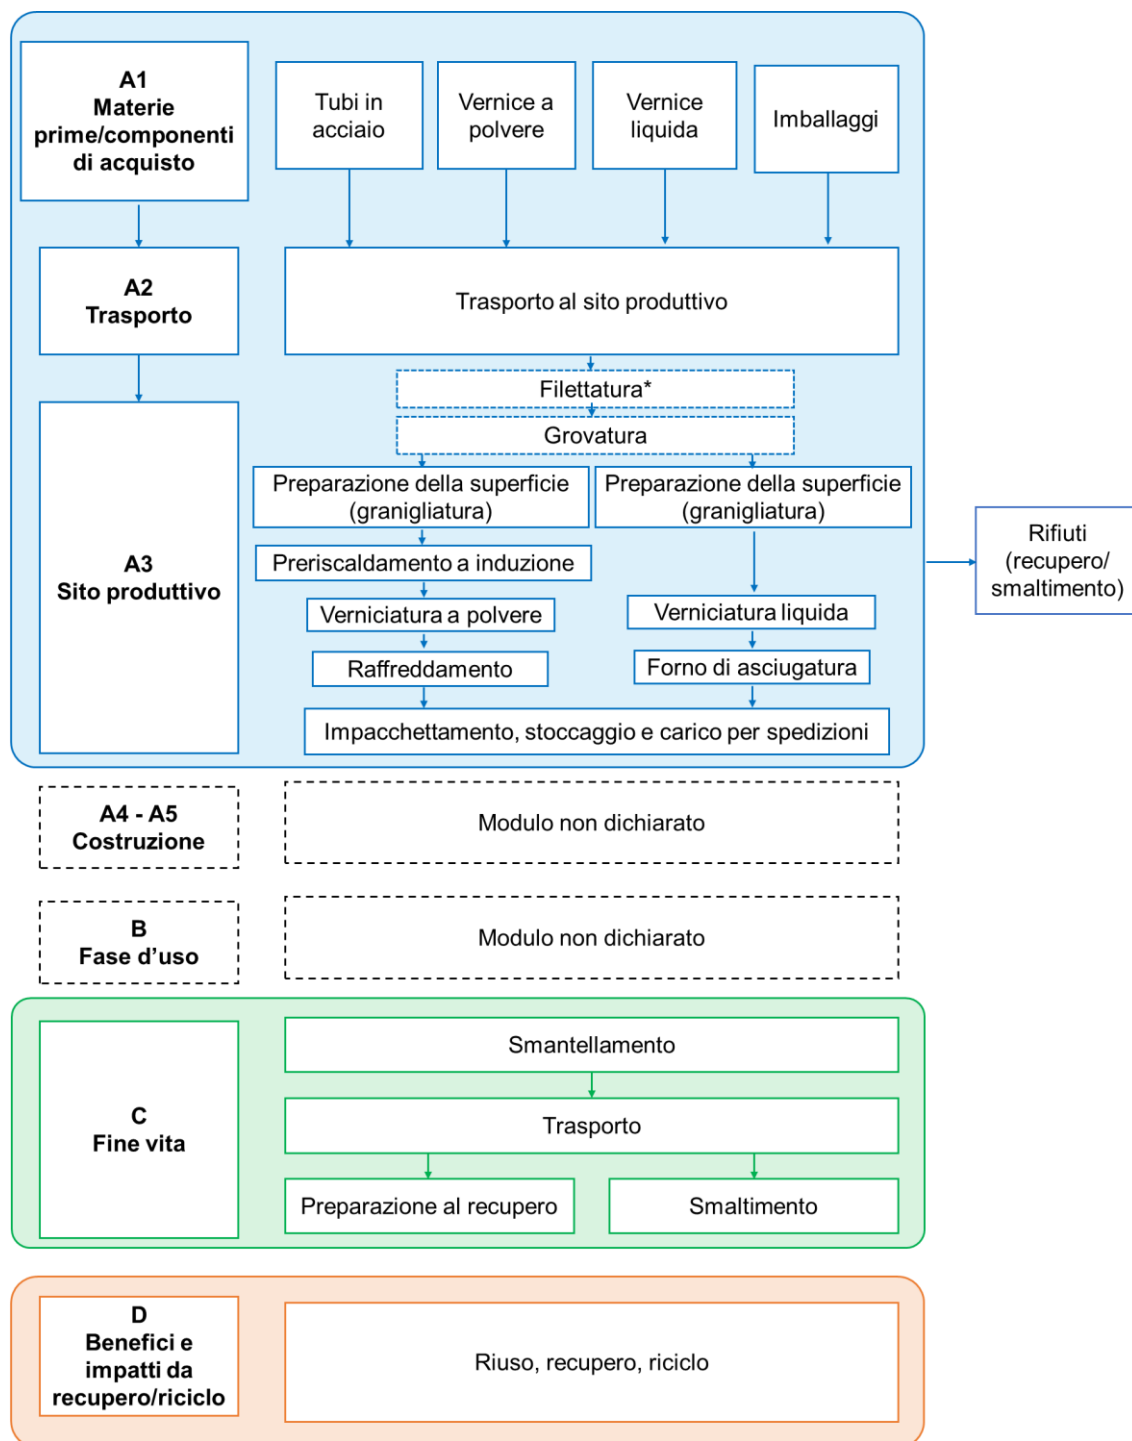 A1
Materie
prime/componenti
di acquisto
Tubi in
acciaio
Vernice a
polvere
Vernice
liquida
Imballaggi
A2
Trasporto
Trasporto al sito produttivo
Filettatura*
Grovatura
A3
Sito produttivo
Preparazione della superficie
(granigliatura)
Preparazione della superficie
(granigliatura)
Preriscaldamento a induzione
Verniciatura a polvere
Verniciatura liquida
Raffreddamento
Forno di asciugatura
Impacchettamento, stoccaggio e carico per spedizioni
Rifiuti
(recupero/
smaltimento)
A4 - A5
Costruzione
Modulo non dichiarato
B
Fase d’uso
Modulo non dichiarato
C
Fine vita
Smantellamento
Trasporto
Preparazione al recupero
Smaltimento
D
Benefici e
impatti da
recupero/riciclo
Riuso, recupero, riciclo